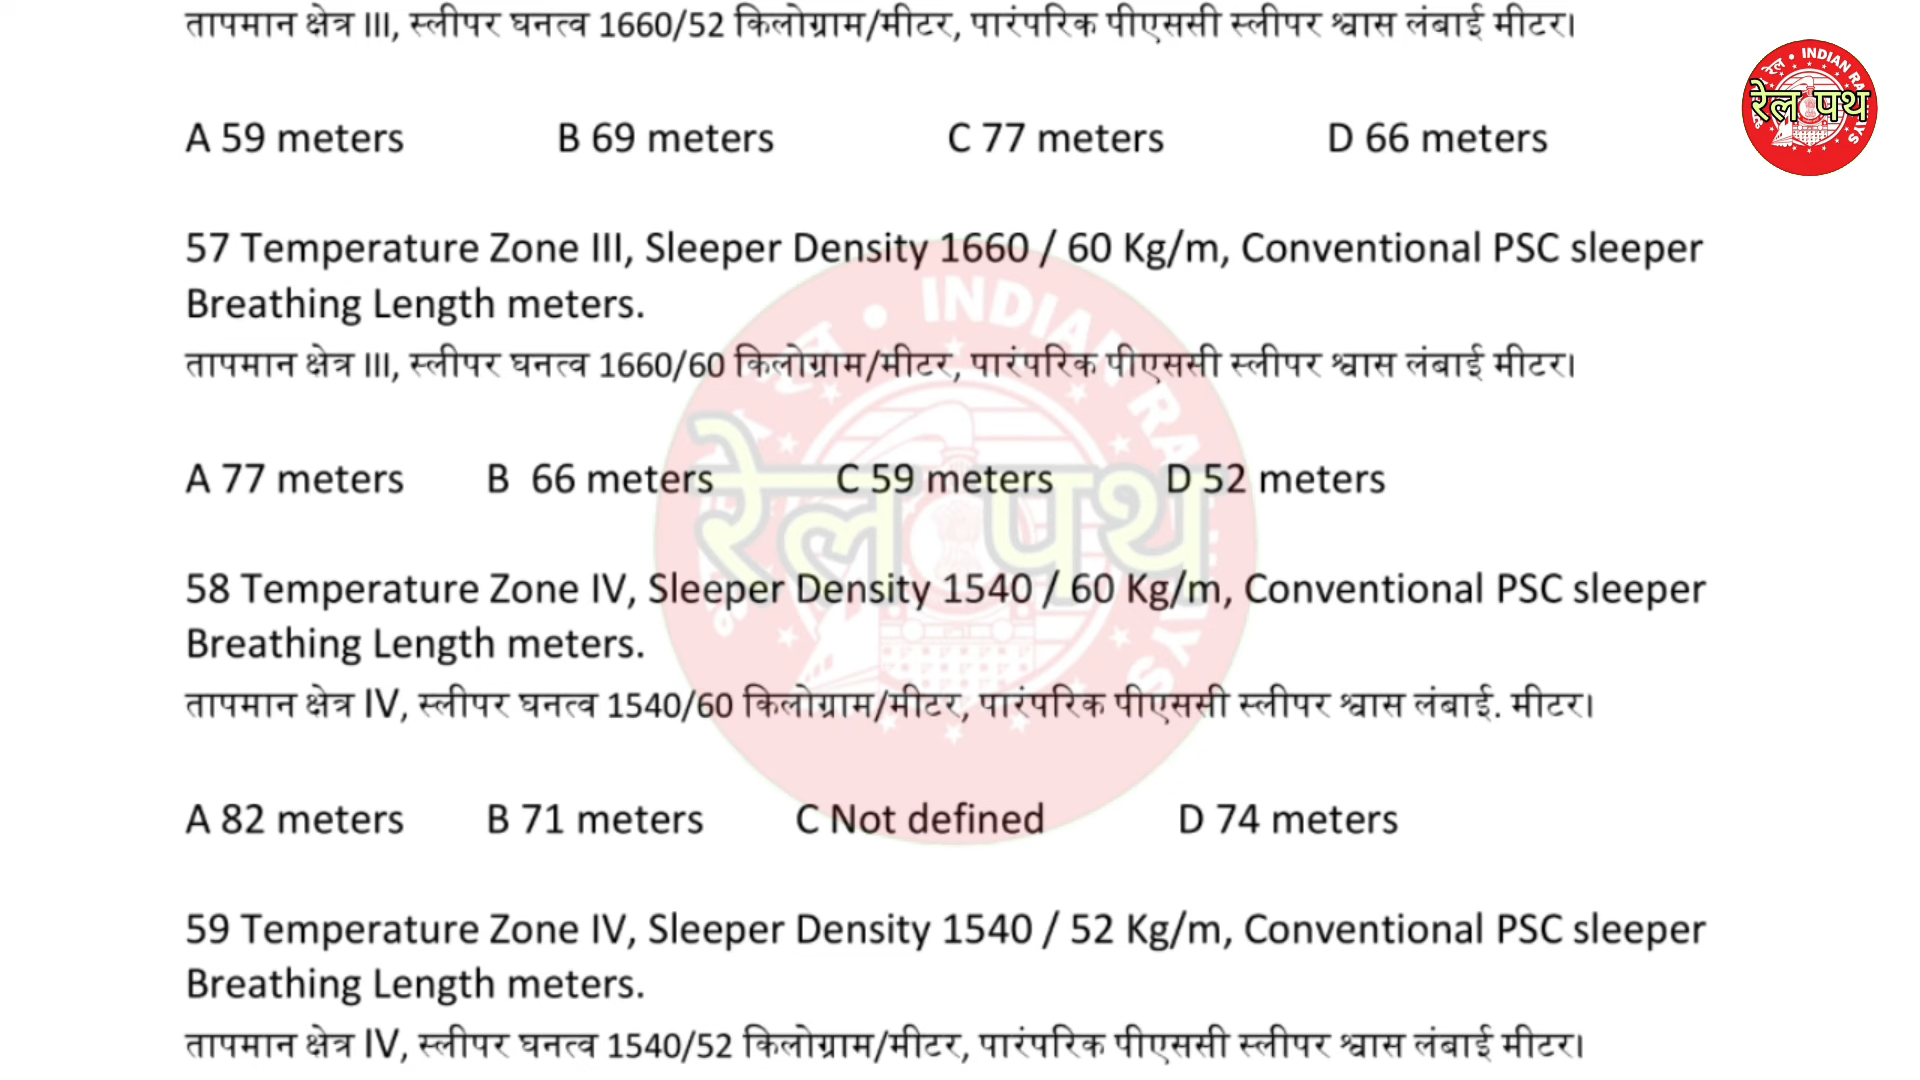 तापमान क्षेत्र III, स्लीपर घनत्व 1660/52 किलोग्राम/मीटर, पारंपरिक पीएससी स्लीपर श्वास लंबाई मीटर।
A 59 meters B 69 meters C 77 meters D 66 meters
57 Temperature Zone III, Sleeper Density 1660 / 60 Kg/m, Conventional PSC sleeper
Breathing Length meters.
तापमान क्षेत्र III, स्लीपर घनत्व 1660/60 किलोग्राम/मीटर, पारंपरिक पीएससी स्लीपर श्वास लंबाई मीटर।
A 77 meters B 66 meters C 59 meters D 52 meters
58 Temperature Zone IV, Sleeper Density 1540 / 60 Kg/m, Conventional PSC sleeper
Breathing Length meters.
तापमान क्षेत्र IV, स्लीपर घनत्व 1540/60 किलोग्राम/मीटर, पारंपरिक पीएससी स्लीपर श्वास लंबाई. मीटर।
A 82 meters B 71 meters C Not defined D 74 meters
59 Temperature Zone IV, Sleeper Density 1540 / 52 Kg/m, Conventional PSC sleeper
Breathing Length meters.
तापमान क्षेत्र IV, स्लीपर घनत्व 1540/52 किलोग्राम/मीटर, पारंपरिक पीएससी स्लीपर श्वास लंबाई मीटर।
रेल पथ
INDIAN RA
रेल पथ